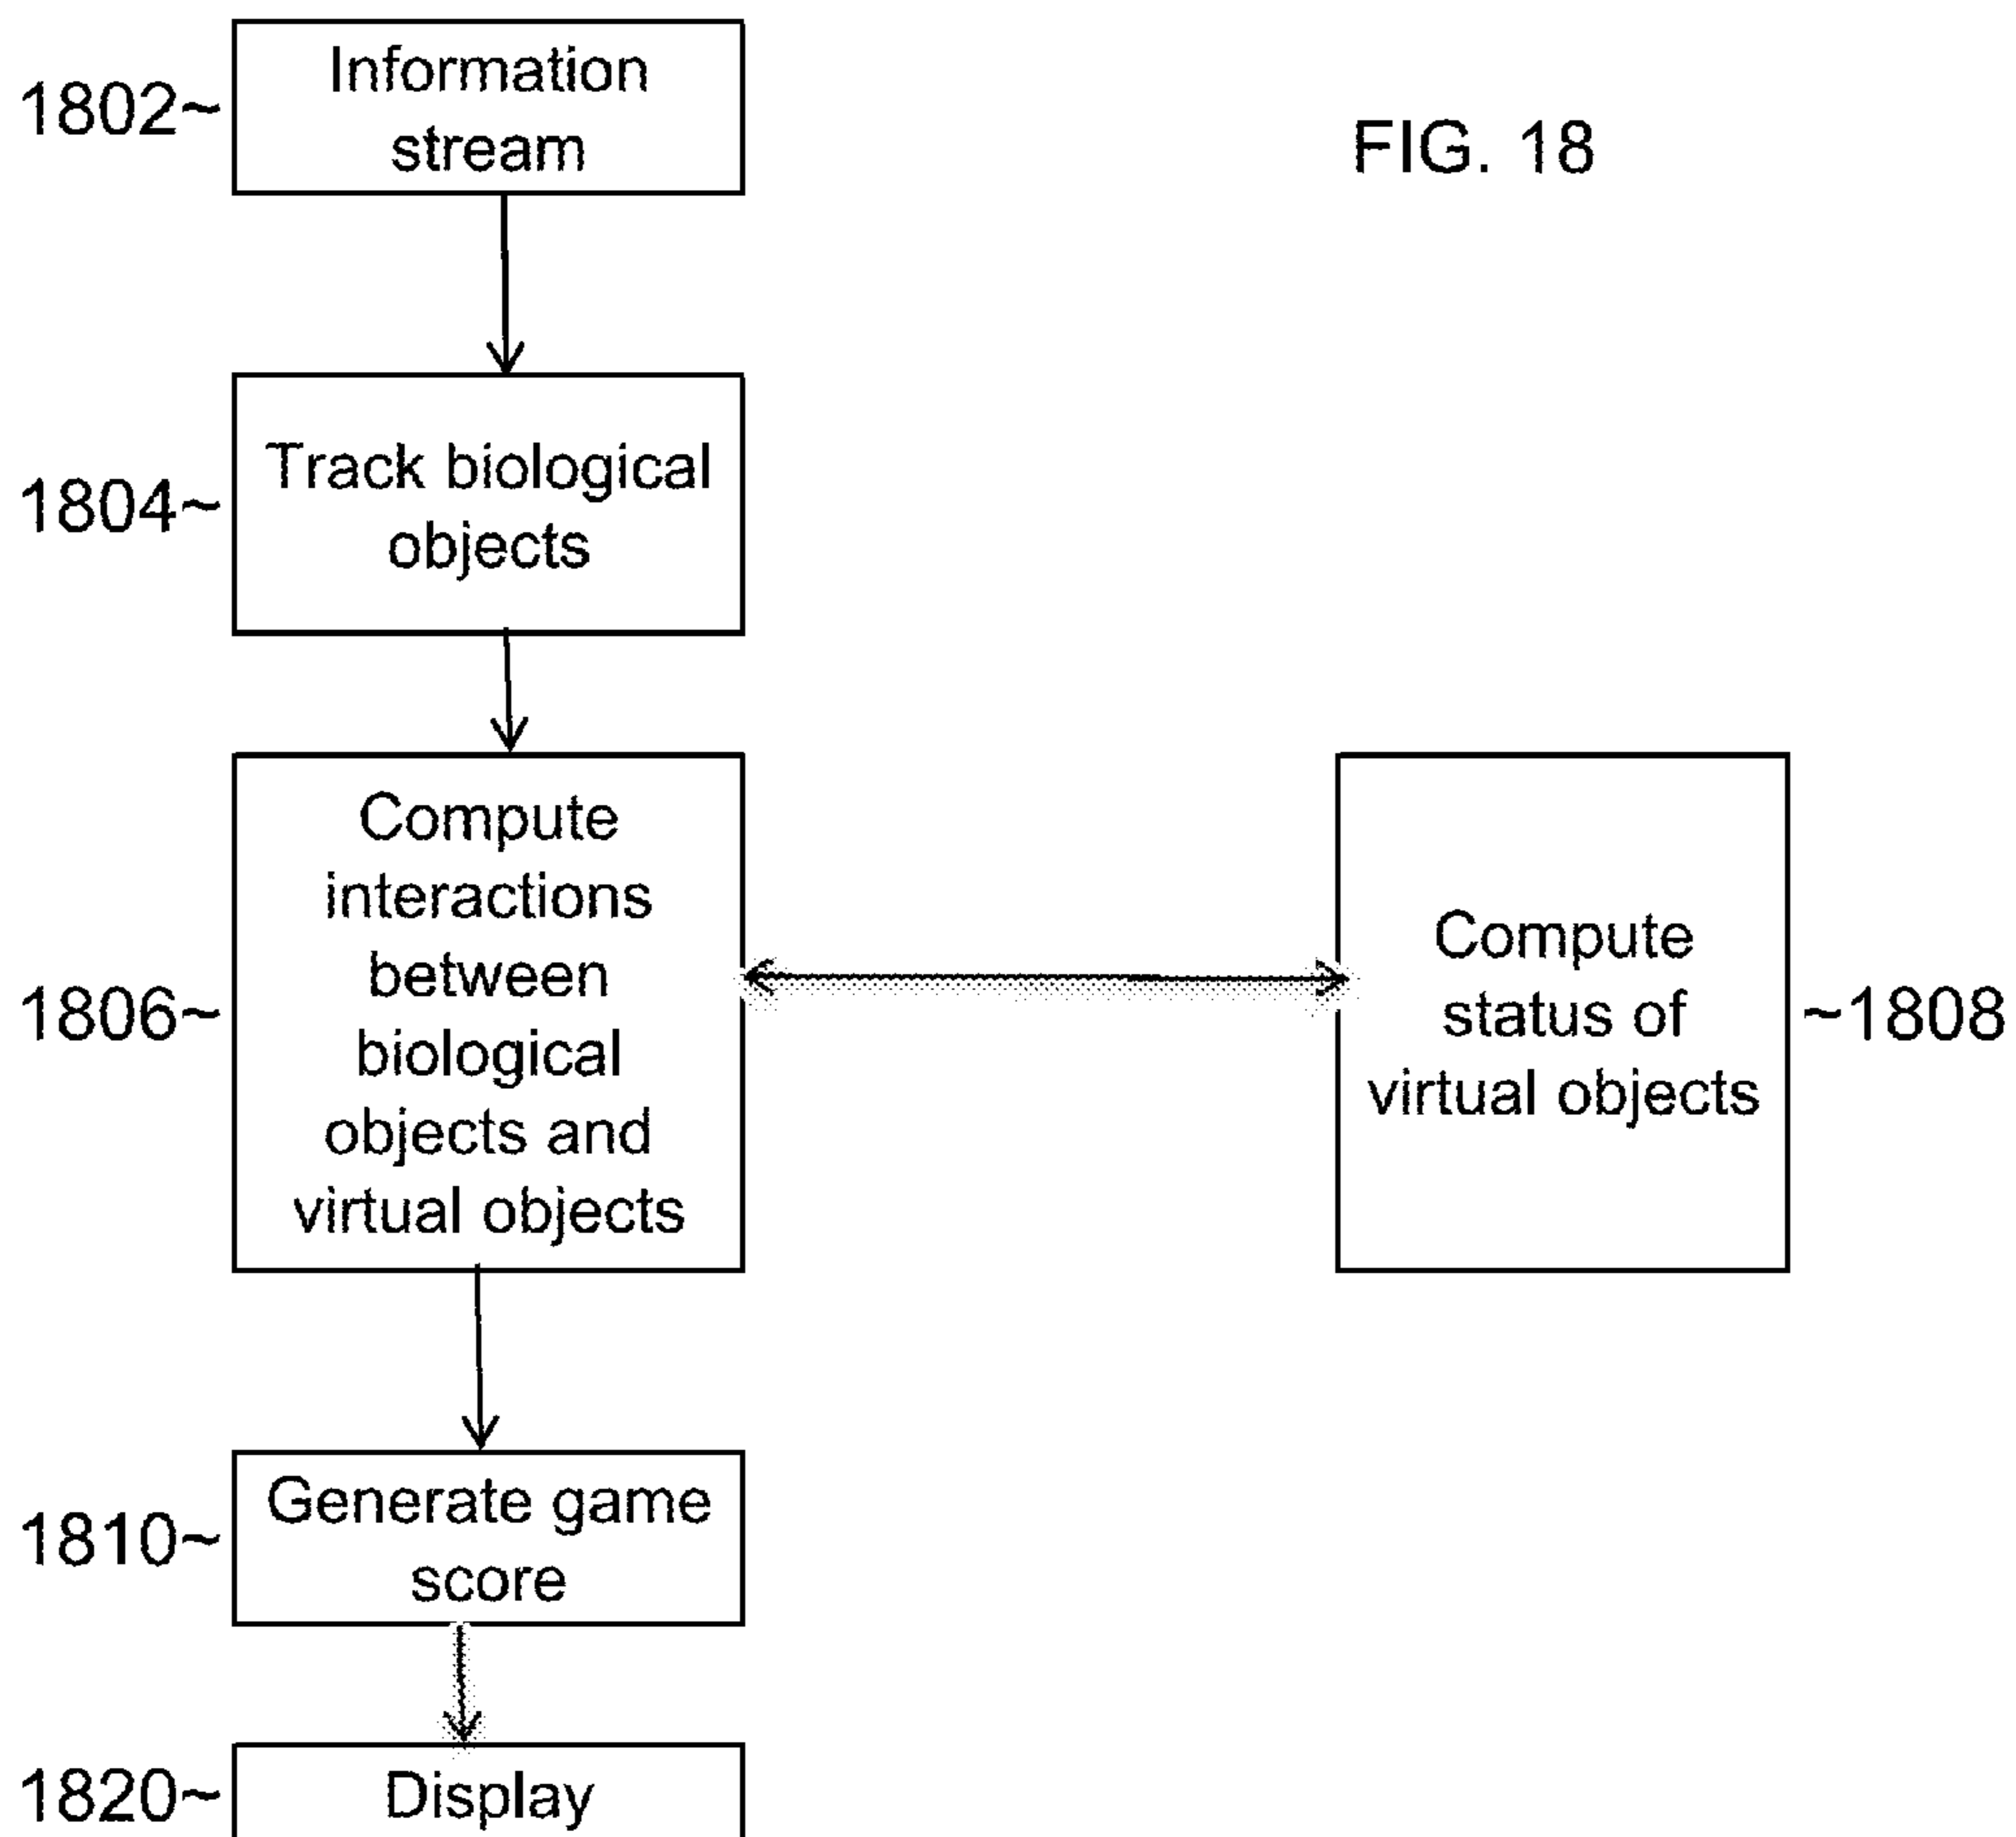 1802~
Information
stream
FIG. 18
1804~
Track biological
objects
1806~
Compute
interactions
between
biological
objects and
virtual objects
Compute
status of
virtual objects
~1808
1810~
Generate game
score
1820~
Display